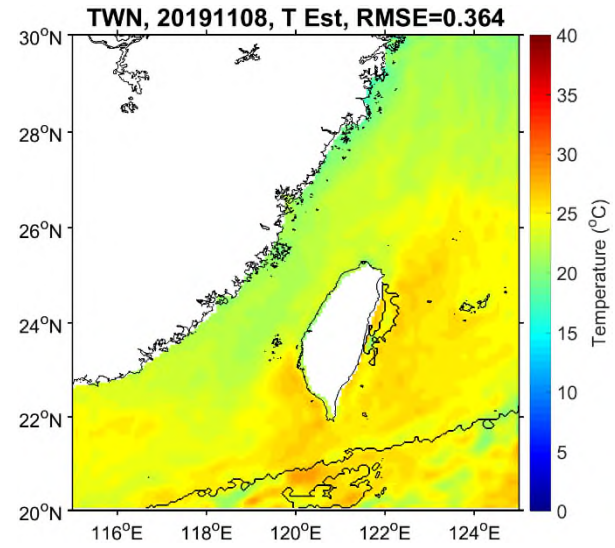 TWN, 20191108, T Est, RMSE=0.364
30°N
28°N
26°N
24°N
22°N
20°N
116°E 118°E 120°E 122°E 124°E
40
35
30
25
20
15
10
5
0
Temperature (°C)